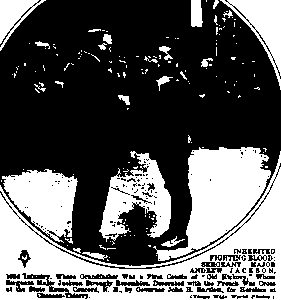 INHERITED
FIGHTING BLOOD:
SERGEANT MAJOR
ANDREW JACKSON,
103d Infantry, Whose Grandfather Was a First Cousin of "Old Hickory," Whom
Sergeant Major Jackson Strongly Resembles, Decorated with the French War Cross
at the State House, Concord, N. H., by Governor John H. Bartlett, for Heroism at
Chateau-Thierry.
(Times Wide World Photos.)